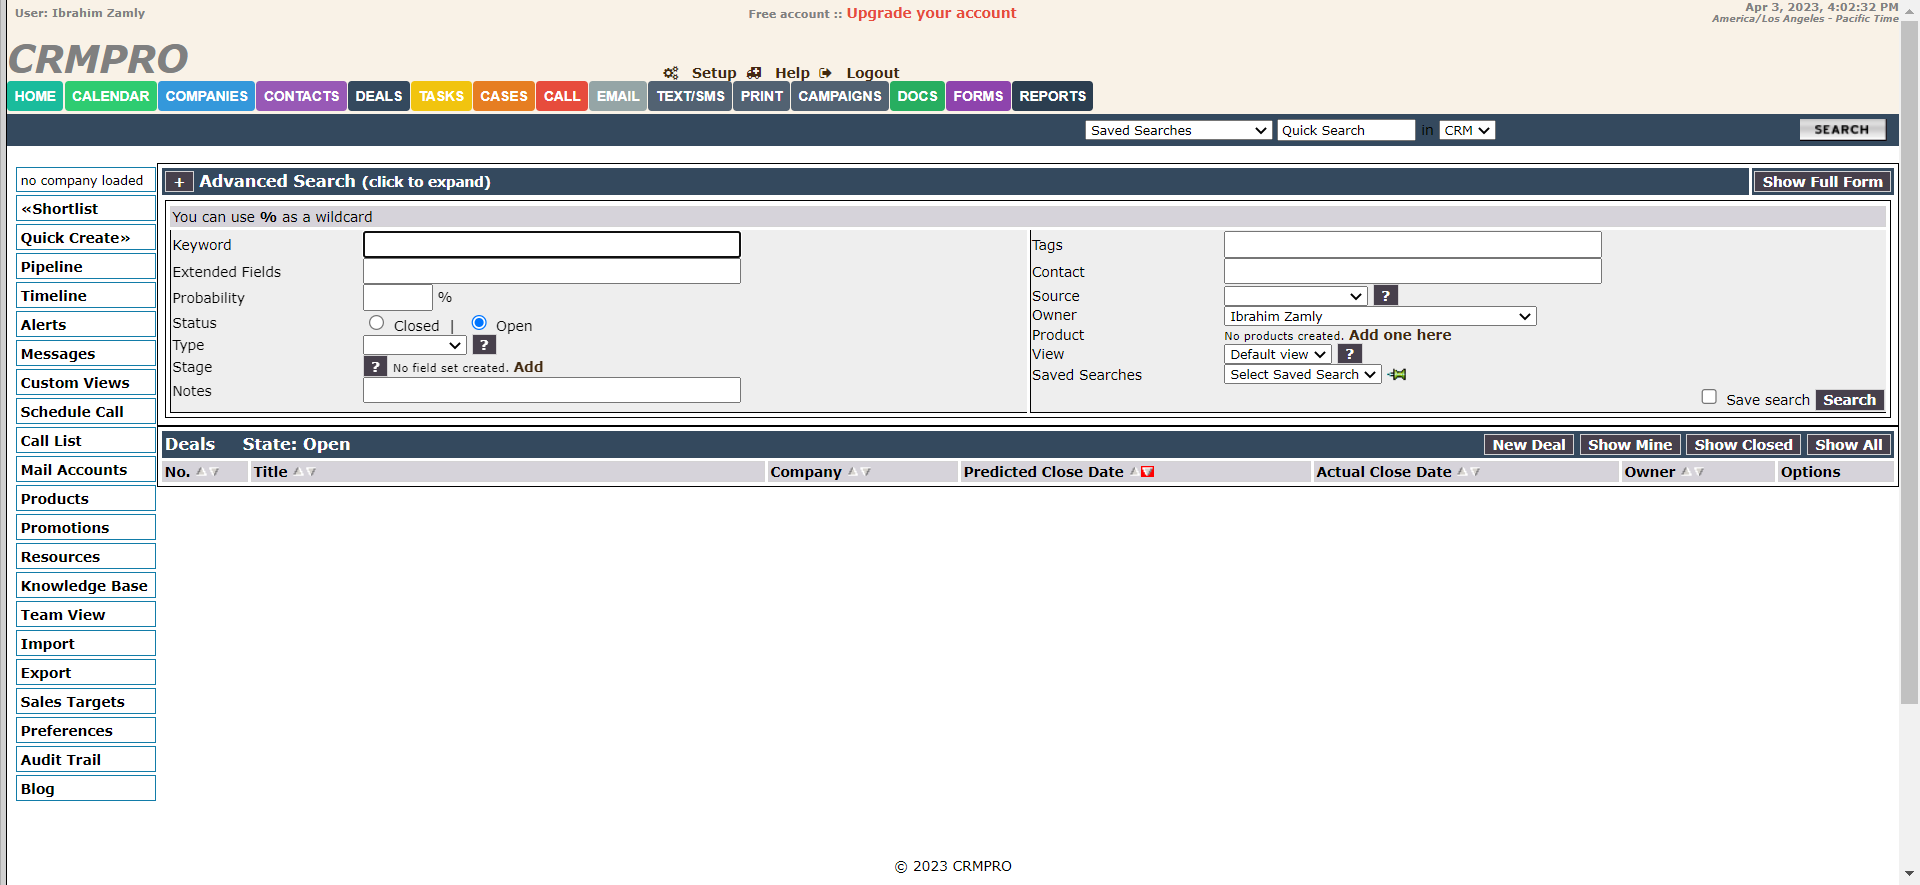 User: Ibrahim Zamly
Free account :: Upgrade your account
Apr 3, 2023, 4:02:32 PM
America/Los Angeles - Pacific Time
CRMPRO
Setup Help Logout
HOME CALENDAR COMPANIES CONTACTS DEALS TASKS CASES CALL EMAIL TEXT/SMS PRINT CAMPAIGNS DOCS FORMS REPORTS
Saved Searches Quick Search in CRM SEARCH
no company loaded
«Shortlist
Quick Create»
Pipeline
Timeline
Alerts
Messages
Custom Views
Schedule Call
Call List
Mail Accounts
Products
Promotions
Resources
Knowledge Base
Team View
Import
Export
Sales Targets
Preferences
Audit Trail
Blog
+ Advanced Search (click to expand) Show Full Form
You can use % as a wildcard
Keyword
Extended Fields
Probability %
Status Closed | Open
Type ?
Stage ? No field set created. Add
Notes
Tags
Contact
Source ?
Owner Ibrahim Zamly
Product No products created. Add one here
View Default view ?
Saved Searches Select Saved Search
Save search Search
Deals State: Open New Deal Show Mine Show Closed Show All
No. Title Company Predicted Close Date Actual Close Date Owner Options
© 2023 CRMPRO